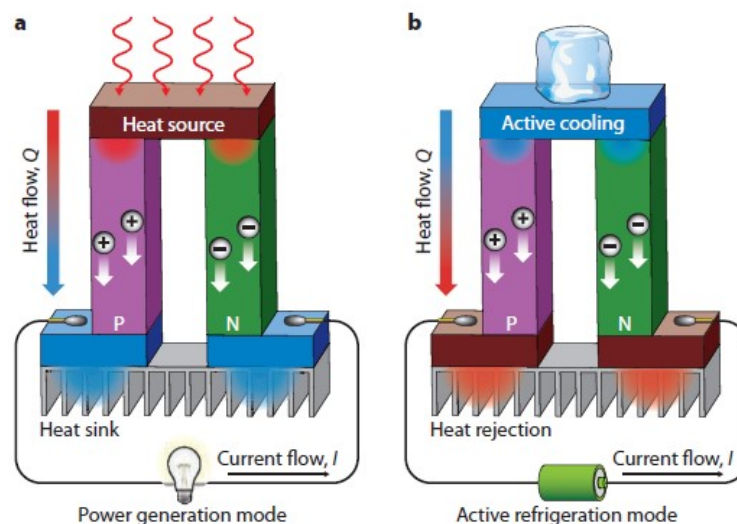 a
Heat source
Heat flow, Q
+
+
−
−
P
N
Heat sink
Current flow, I
Power generation mode
b
Active cooling
Heat flow, Q
+
+
−
−
P
N
Heat rejection
Current flow, I
Active refrigeration mode